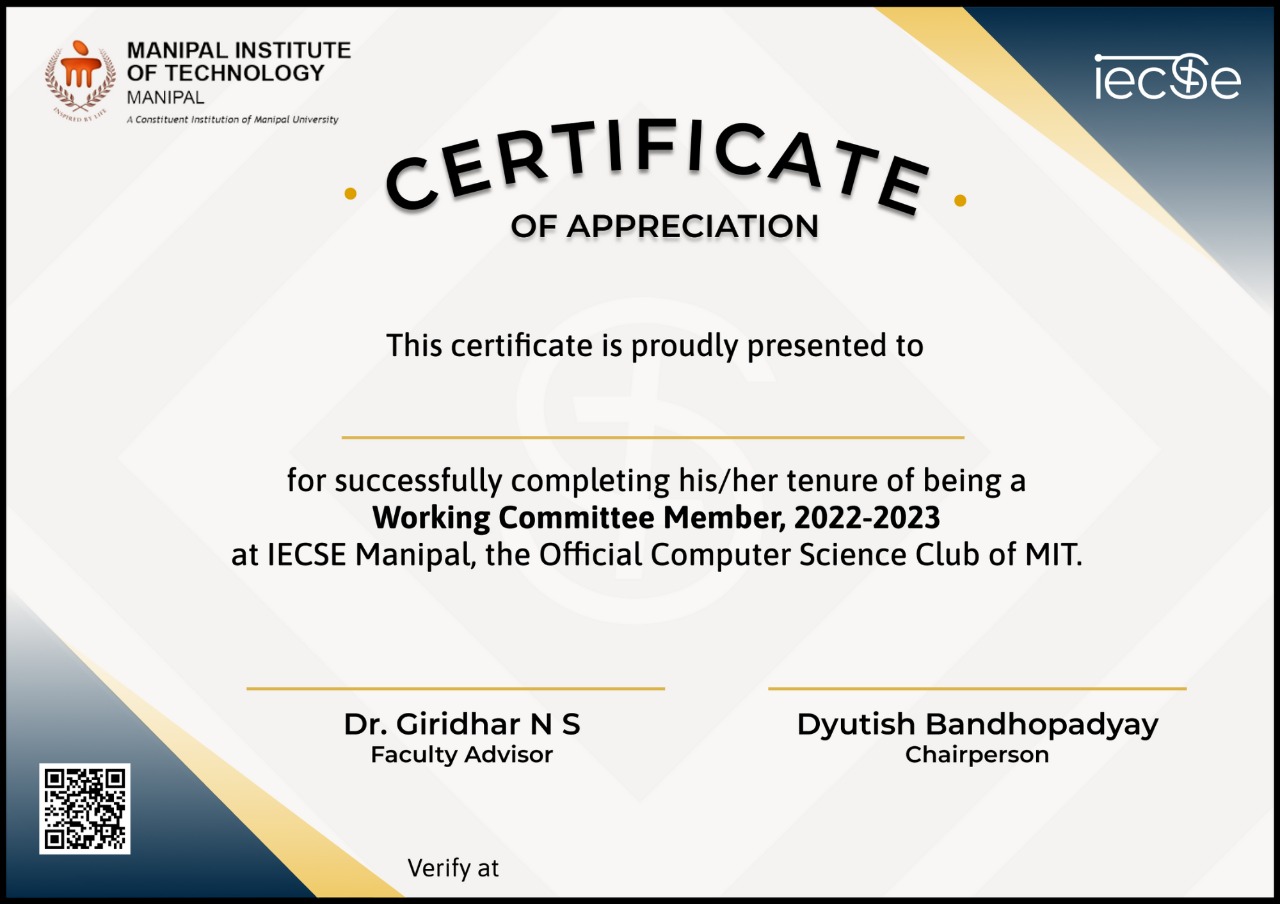 MANIPAL INSTITUTE
OF TECHNOLOGY
MANIPAL
A Constituent Institution of Manipal University
INSPIRED BY LIFE
iecSe
CERTIFICATE
OF APPRECIATION
This certificate is proudly presented to
for successfully completing his/her tenure of being a
Working Committee Member, 2022-2023
at IECSE Manipal, the Official Computer Science Club of MIT.
Dr. Giridhar N S
Faculty Advisor
Dyutish Bandhopadyay
Chairperson
Verify at